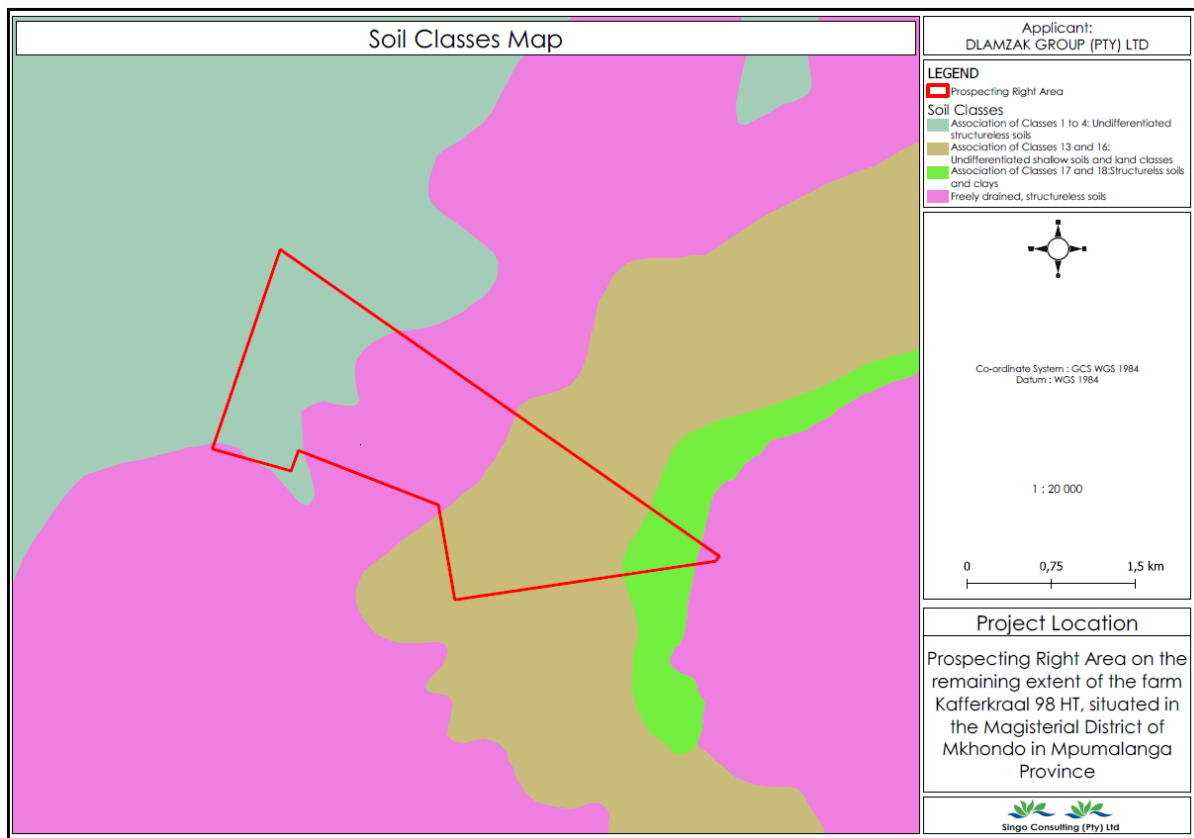 Soil Classes Map
Applicant:
DLAMZAK GROUP (PTY) LTD
LEGEND
Prospecting Right Area
Soil Classes
Association of Classes 1 to 4: Undifferentiated
structureless soils
Association of Classes 13 and 16:
Undifferentiated shallow soils and land classes
Association of Classes 17 and 18:Structurelss soils
and clays
Freely drained, structureless soils
Co-ordinate System : GCS WGS 1984
Datum : WGS 1984
1 : 20 000
0 0,75 1,5 km
Project Location
Prospecting Right Area on the
remaining extent of the farm
Kafferkraal 98 HT, situated in
the Magisterial District of
Mkhondo in Mpumalanga
Province
Singo Consulting (Pty) Ltd